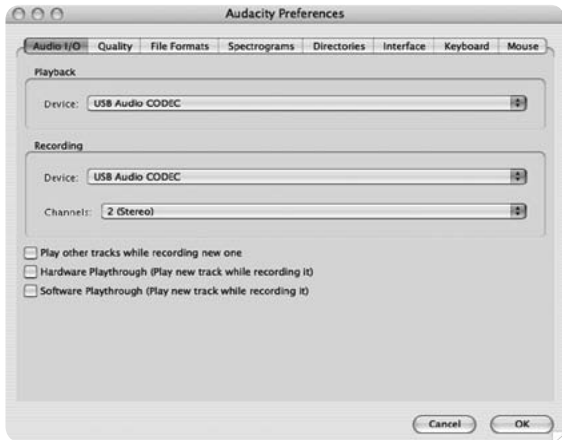 Audacity Preferences
Audio I/O Quality File Formats Spectrograms Directories Interface Keyboard Mouse
Playback
Device: USB Audio CODEC
Recording
Device: USB Audio CODEC
Channels: 2 (Stereo)
Play other tracks while recording new one
Hardware Playthrough (Play new track while recording it)
Software Playthrough (Play new track while recording it)
Cancel OK